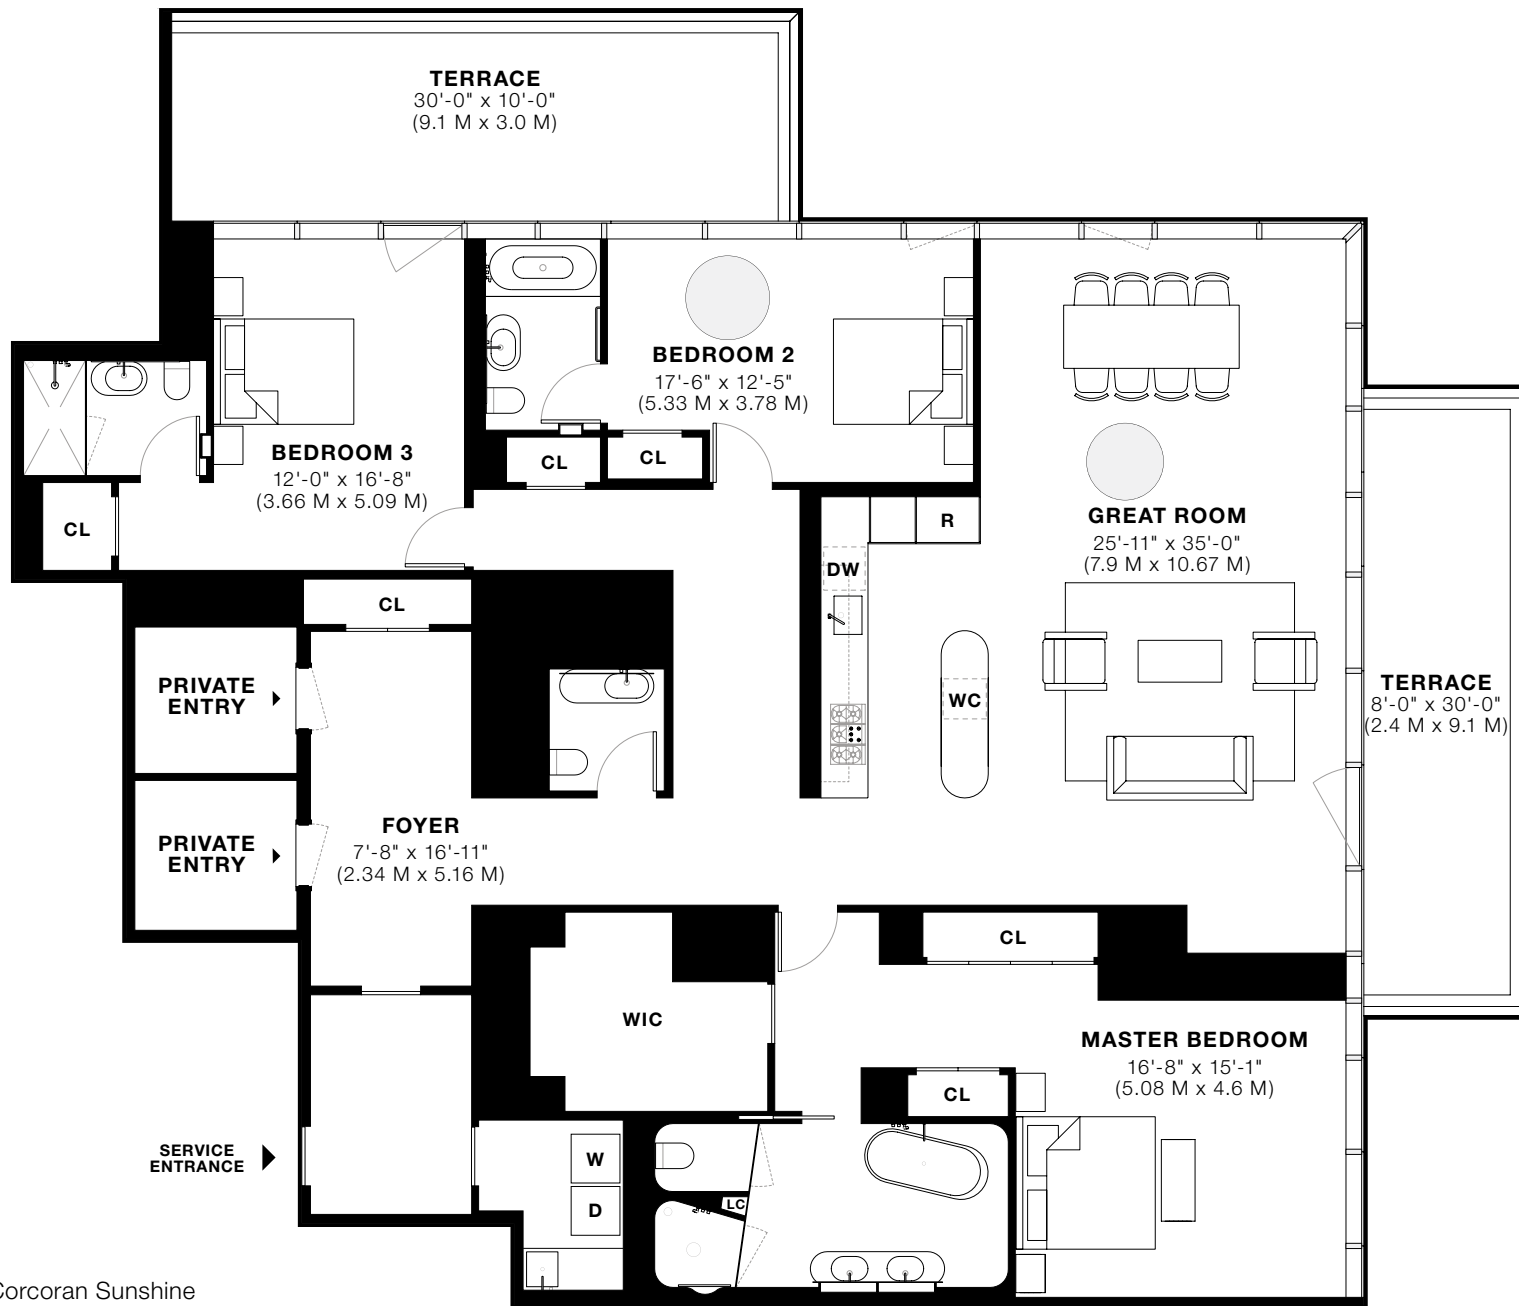 TERRACE
30'-0" x 10'-0"
(9.1 M x 3.0 M)
BEDROOM 2
17'-6" x 12'-5"
(5.33 M x 3.78 M)
BEDROOM 3
12'-0" x 16'-8"
(3.66 M x 5.09 M)
CL
CL
CL
R
GREAT ROOM
25'-11" x 35'-0"
(7.9 M x 10.67 M)
DW
CL
WC
PRIVATE
ENTRY
TERRACE
8'-0" x 30'-0"
(2.4 M x 9.1 M)
PRIVATE
ENTRY
FOYER
7'-8" x 16'-11"
(2.34 M x 5.16 M)
CL
WIC
MASTER BEDROOM
16'-8" x 15'-1"
(5.08 M x 4.6 M)
CL
SERVICE
ENTRANCE
W
D
LC
Corcoran Sunshine